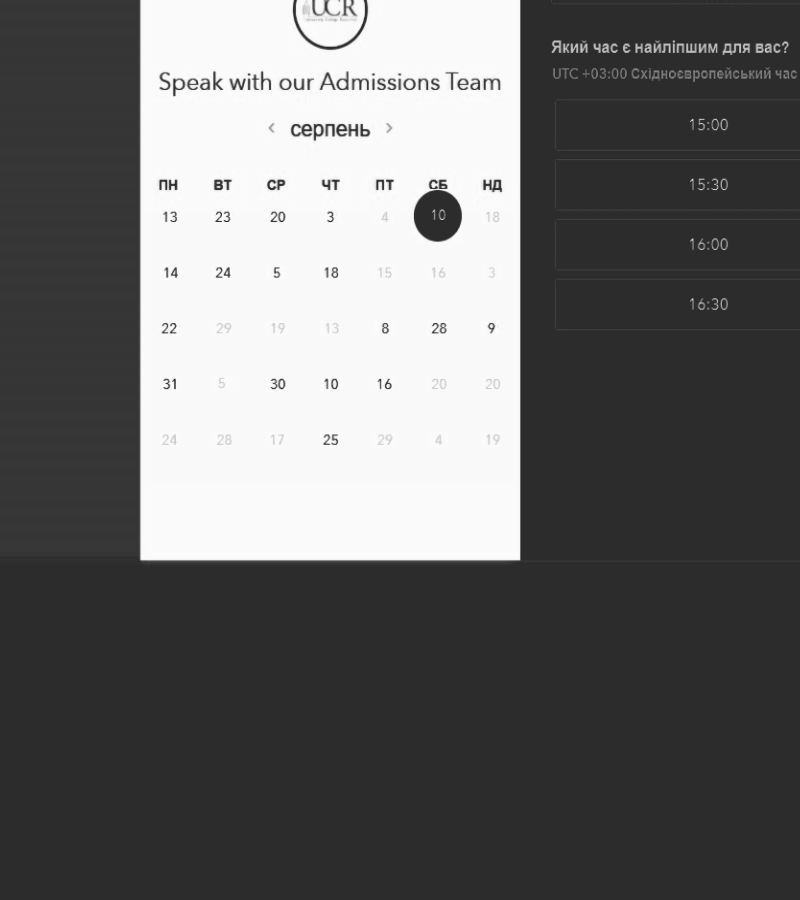 UCR
Speak with our Admissions Team
< серпень >
ПН ВТ СР ЧТ ПТ СБ НД
13 23 20 3 4 10 18
14 24 5 18 15 16 3
22 29 19 13 8 28 9
31 5 30 10 16 20 20
24 28 17 25 29 4 19
Який час є найліпшим для вас?
UTC +03:00 Східноєвропейський час
15:00
15:30
16:00
16:30